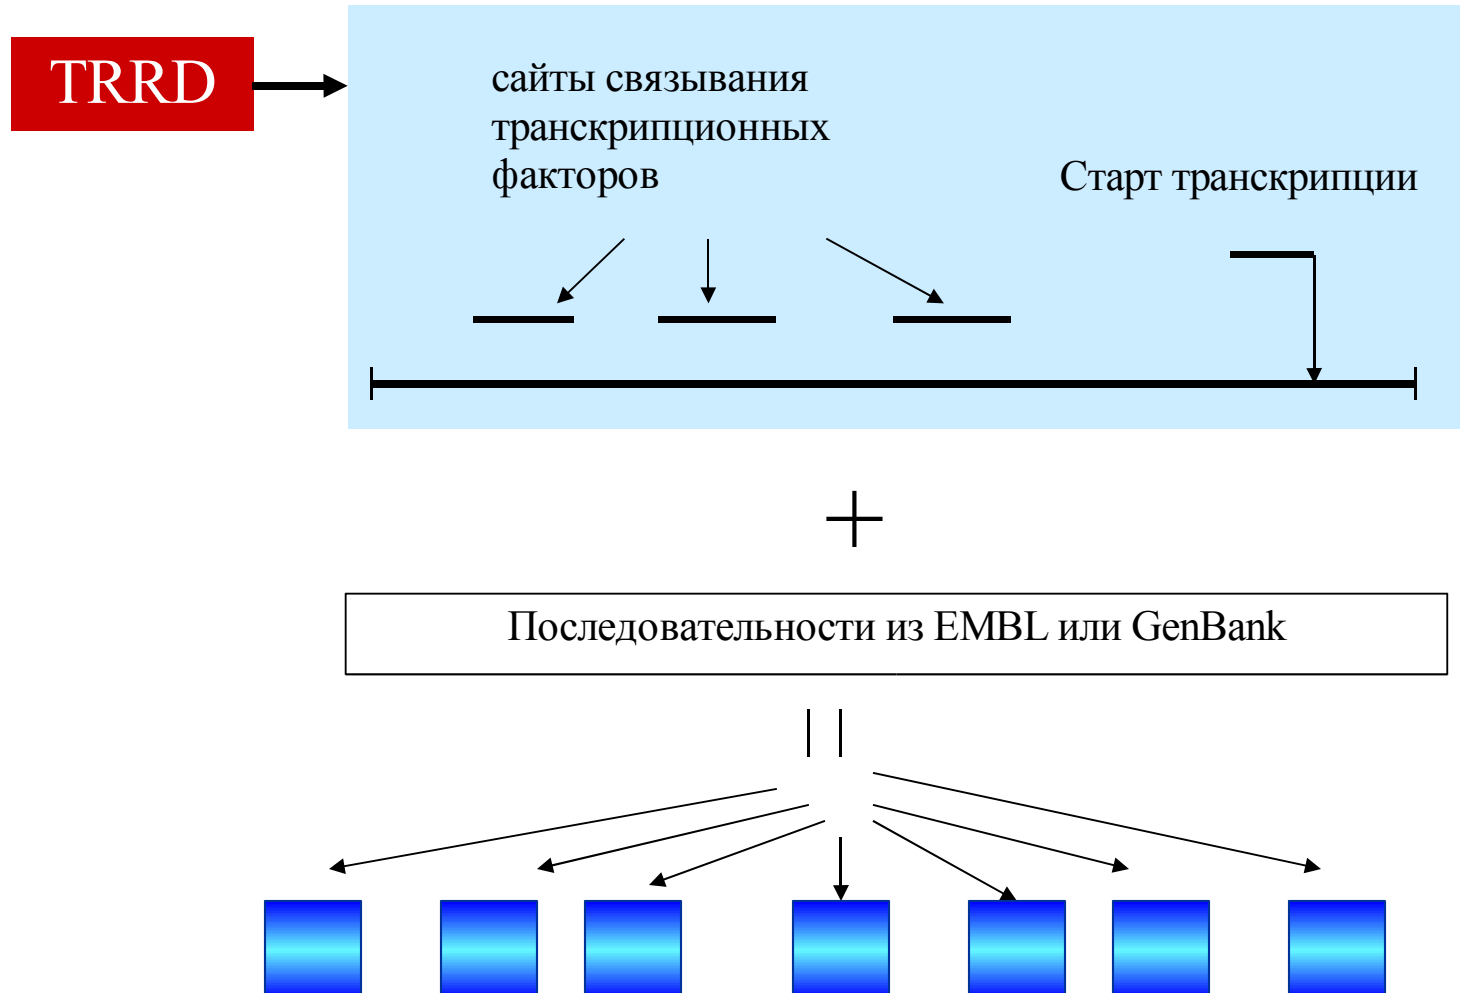 TRRD
сайты связывания
транскрипционных
факторов
Старт транскрипции
Последовательности из EMBL или GenBank